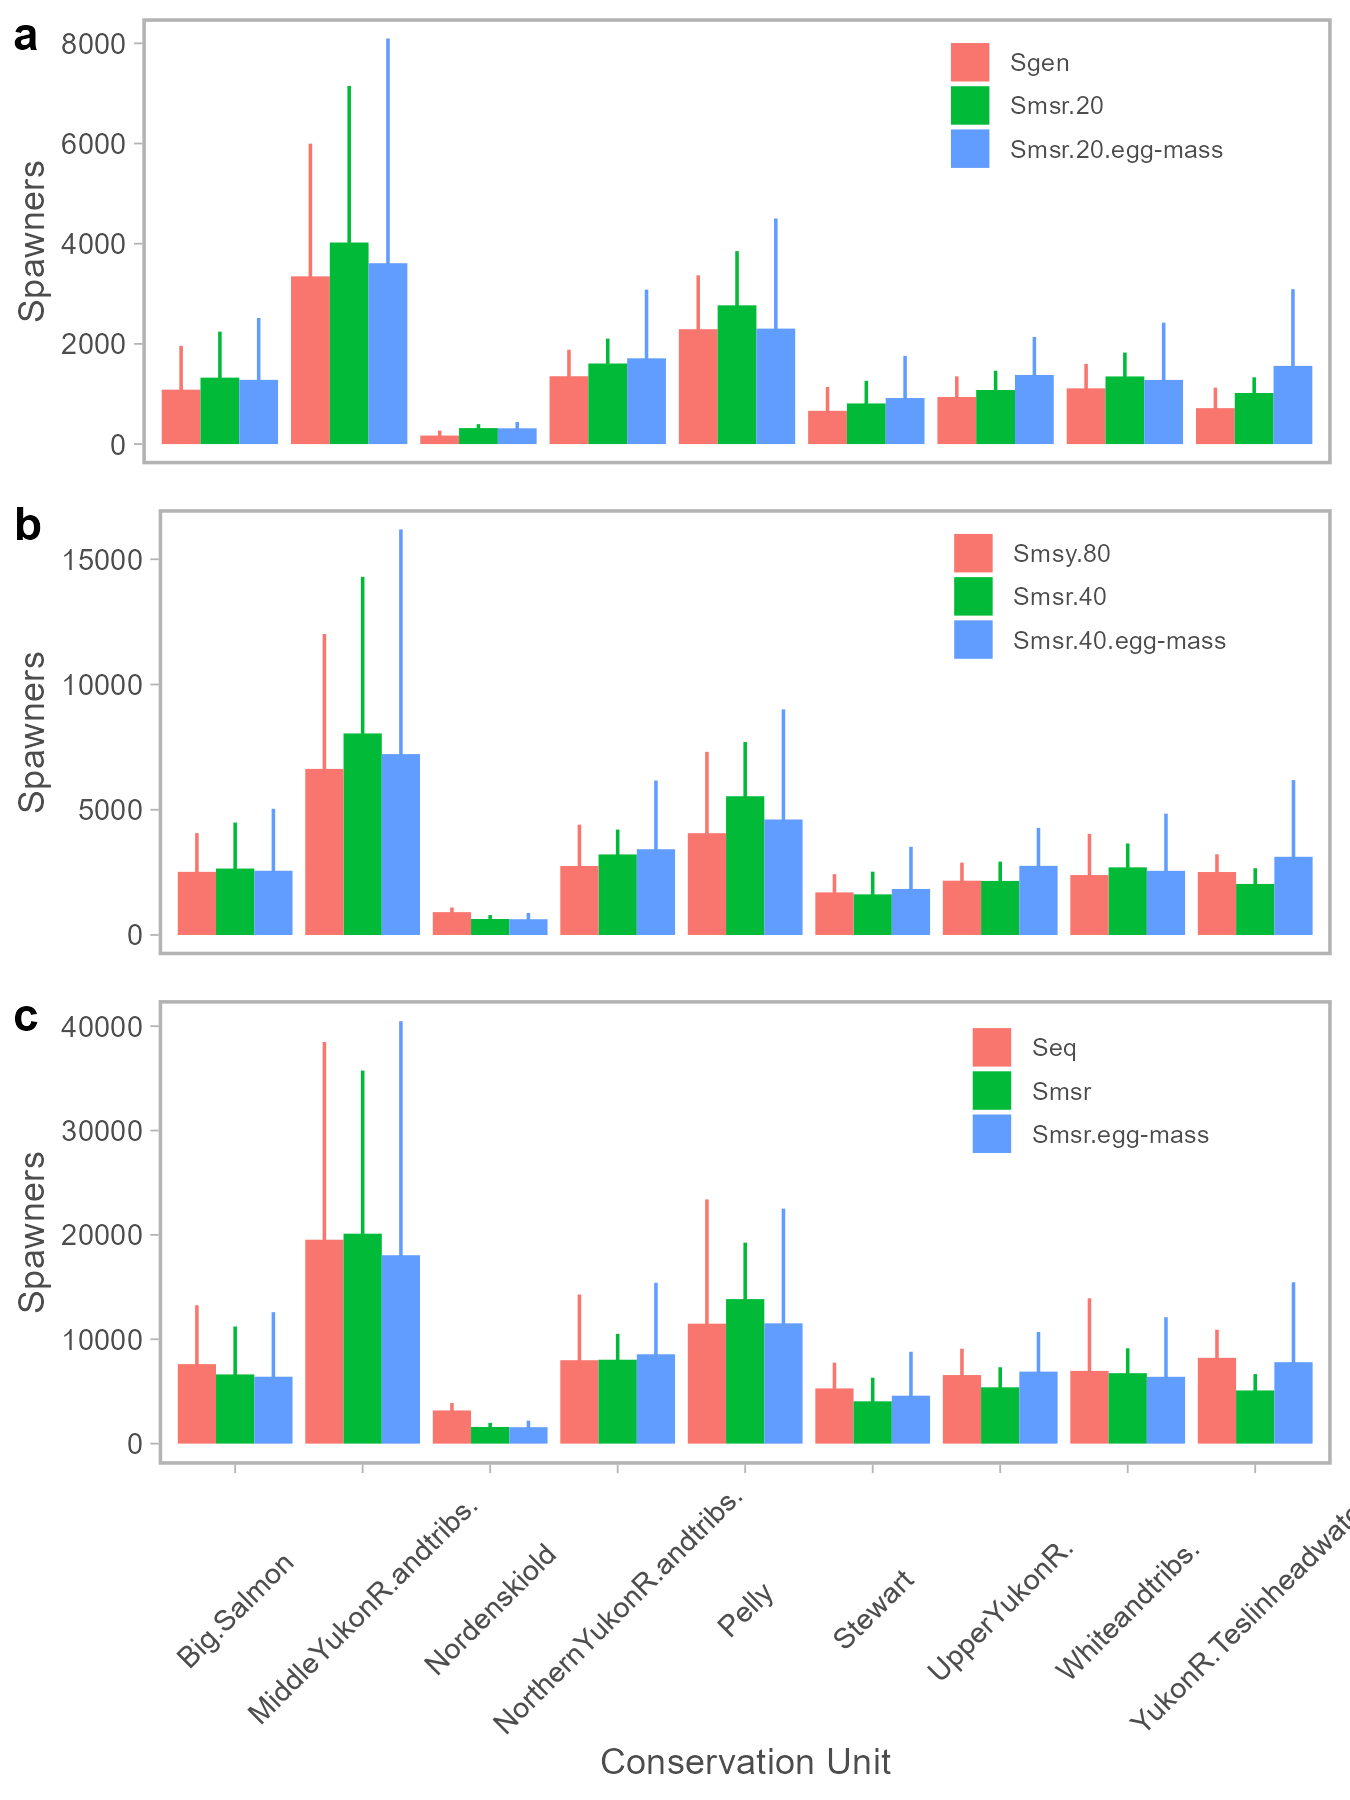 a
8000
6000
4000
2000
0
Spawners
Sgen
Smsr.20
Smsr.20.egg-mass
b
15000
10000
5000
0
Spawners
Smsy.80
Smsr.40
Smsr.40.egg-mass
c
40000
30000
20000
10000
0
Spawners
Seq
Smsr
Smsr.egg-mass
Big.Salmon
MiddleYukonR.andtribs.
Nordenskiold
NorthernYukonR.andtribs.
Pelly
Stewart
UpperYukonR.
Whiteandtribs.
YukonR.Teslinheadwate
Conservation Unit